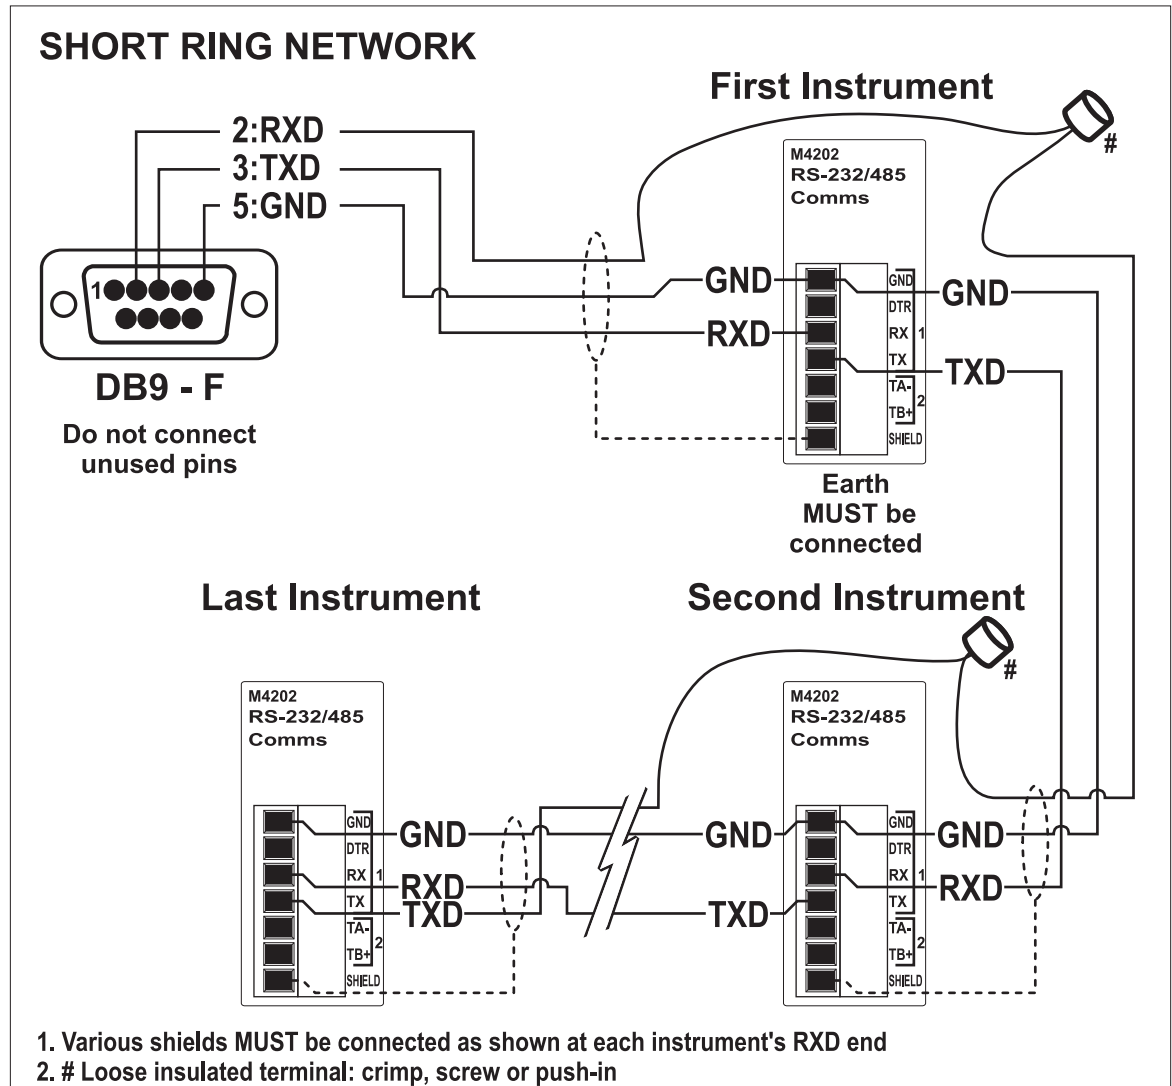 SHORT RING NETWORK
First Instrument
2:RXD
3:TXD
5:GND
#
M4202
RS-232/485
Comms
1
DB9 - F
Do not connect
unused pins
GND
RXD
GND
DTR
RX 1
TX
TA-
2
TB+
SHIELD
GND
TXD
Earth
MUST be
connected
Last Instrument
Second Instrument
#
M4202
RS-232/485
Comms
GND
DTR
RX 1
TX
TA-
2
TB+
SHIELD
GND
RXD
TXD
M4202
RS-232/485
Comms
GND
TXD
GND
DTR
RX 1
TX
TA-
2
TB+
SHIELD
GND
RXD
1. Various shields MUST be connected as shown at each instrument's RXD end
2. # Loose insulated terminal: crimp, screw or push-in